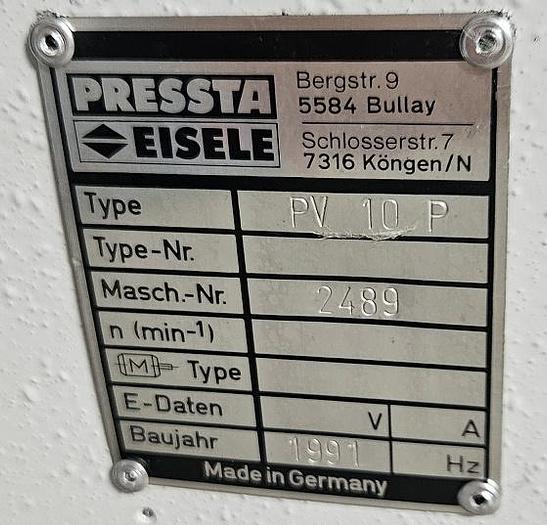 PRESSTA
EISELE
Bergstr. 9
5584 Bullay
Schlosserstr. 7
7316 Köngen/N
Type PV 10 P
Type-Nr.
Masch.-Nr. 2489
n (min-1)
M Type
E-Daten V A
Baujahr 1991 Hz
Made in Germany